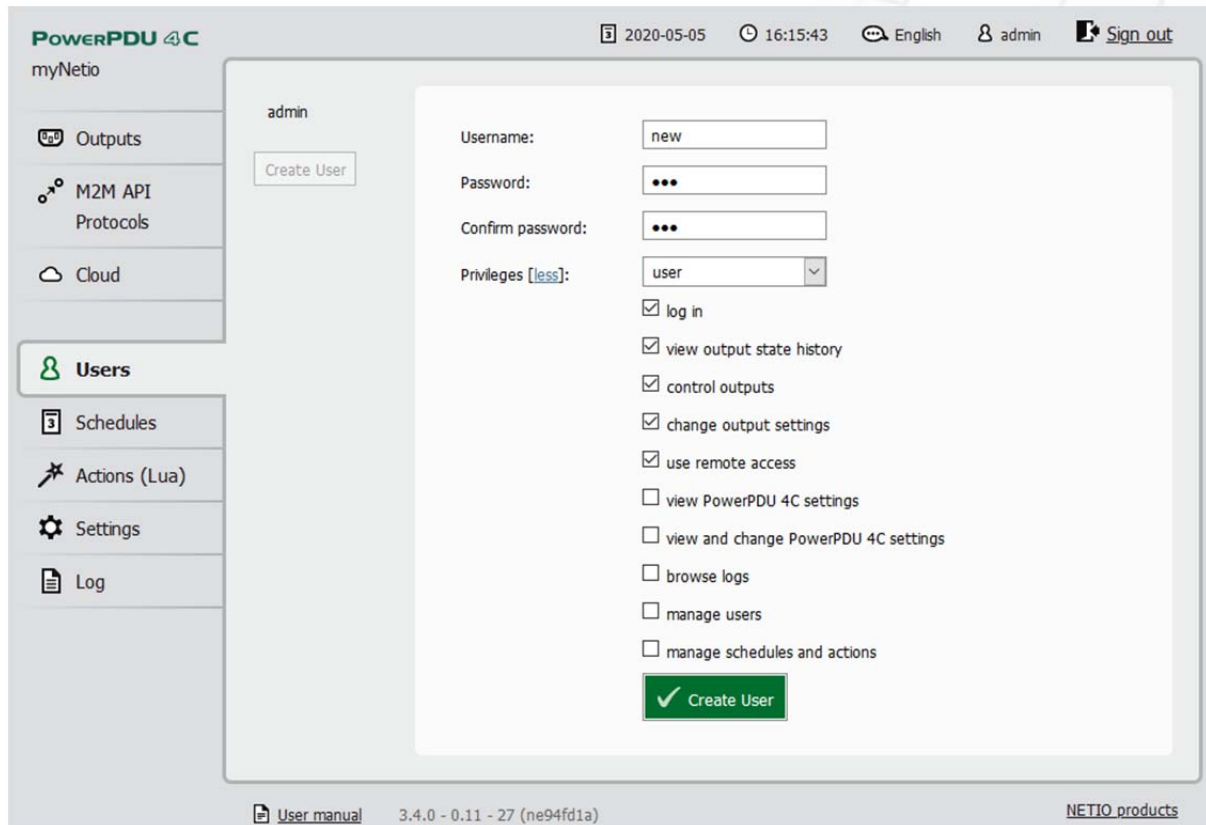 PowerPDU 4C
2020-05-05 16:15:43 English admin Sign out
myNetio
Outputs
M2M API
Protocols
Cloud
Users
Schedules
Actions (Lua)
Settings
Log
admin
Create User
Username: new
Password: •••
Confirm password: •••
Privileges [less]: user
log in
view output state history
control outputs
change output settings
use remote access
view PowerPDU 4C settings
view and change PowerPDU 4C settings
browse logs
manage users
manage schedules and actions
Create User
User manual 3.4.0 - 0.11 - 27 (ne94fd1a) NETIO products